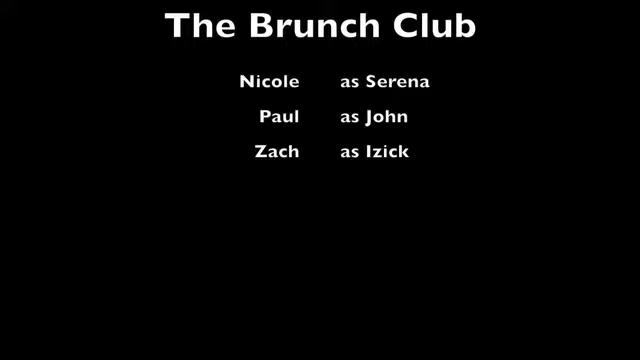 The Brunch Club
Nicole as Serena
Paul as John
Zach as Izick